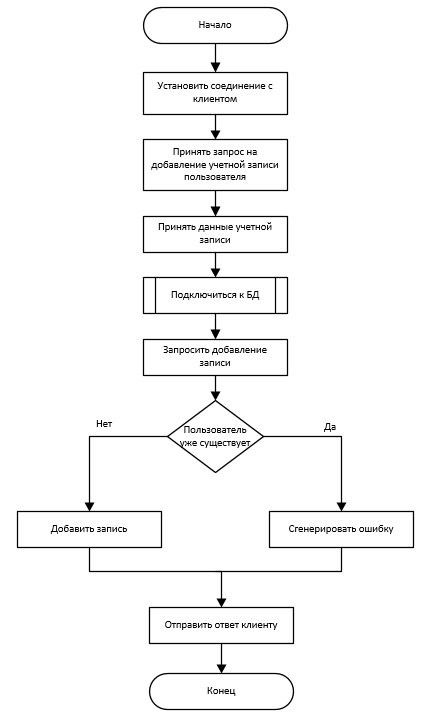 Начало
Установить соединение с
клиентом
Принять запрос на
добавление учетной записи
пользователя
Принять данные учетной
записи
Подключиться к БД
Запросить добавление
записи
Пользователь
уже существует
Нет
Да
Добавить запись
Сгенерировать ошибку
Отправить ответ клиенту
Конец